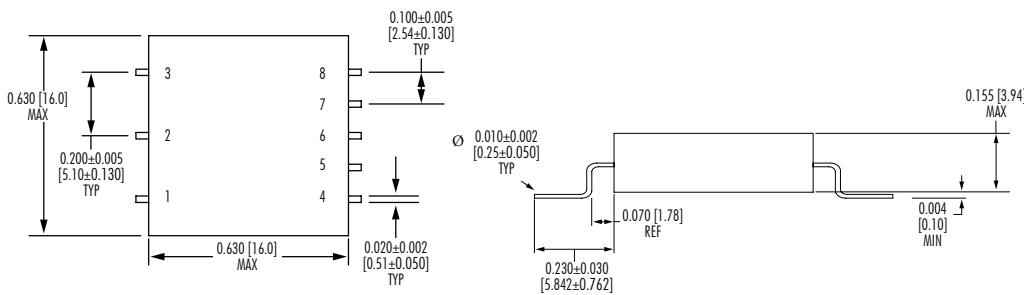 0.100±0.005
[2.54±0.130]
TYP
3
8
7
0.630 [16.0]
MAX
2
6
0.200±0.005
[5.10±0.130]
TYP
5
1
4
0.630 [16.0]
MAX
0.020±0.002
[0.51±0.050]
TYP
0.155 [3.94]
MAX
Ø 0.010±0.002
[0.25±0.050]
TYP
0.070 [1.78]
REF
0.004
[0.10]
MIN
0.230±0.030
[5.842±0.762]